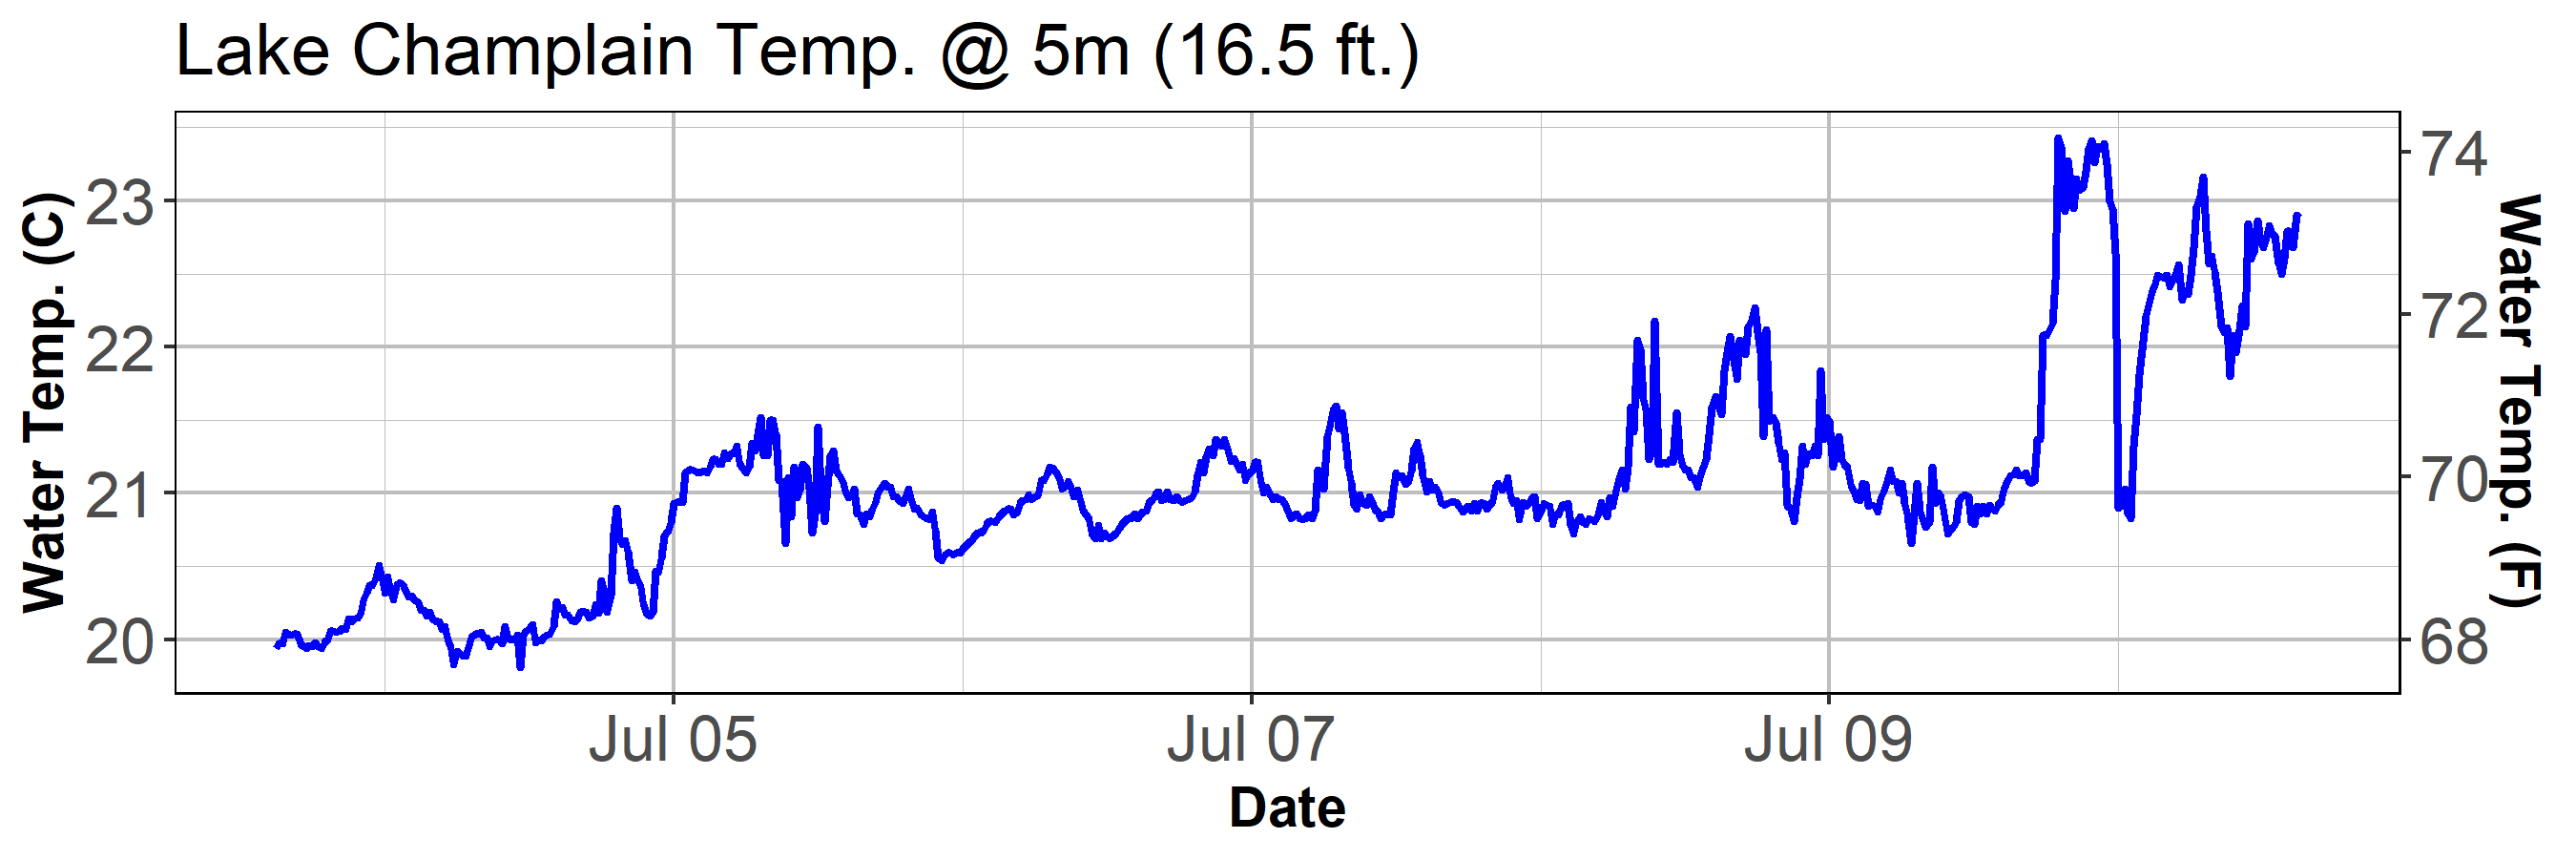 Lake Champlain Temp. @ 5m (16.5 ft.)
Water Temp. (C)
23
22
21
20
74
72
70
68
Water Temp. (F)
Jul 05 Jul 07 Jul 09
Date